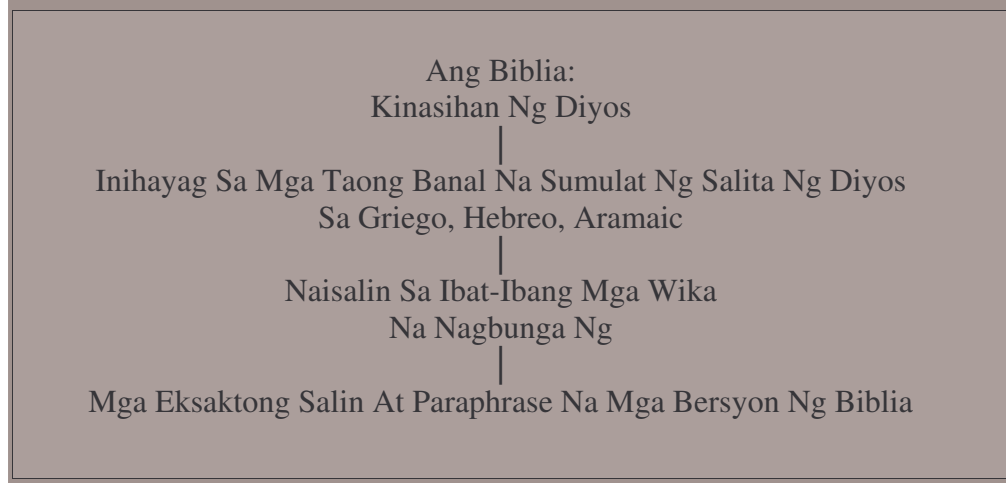 Ang Biblia:
Kinasihan Ng Diyos
Inihayag Sa Mga Taong Banal Na Sumulat Ng Salita Ng Diyos
Sa Griego, Hebreo, Aramaic
Naisalin Sa Ibat-Ibang Mga Wika
Na Nagbunga Ng
Mga Eksaktong Salin At Paraphrase Na Mga Bersyon Ng Biblia